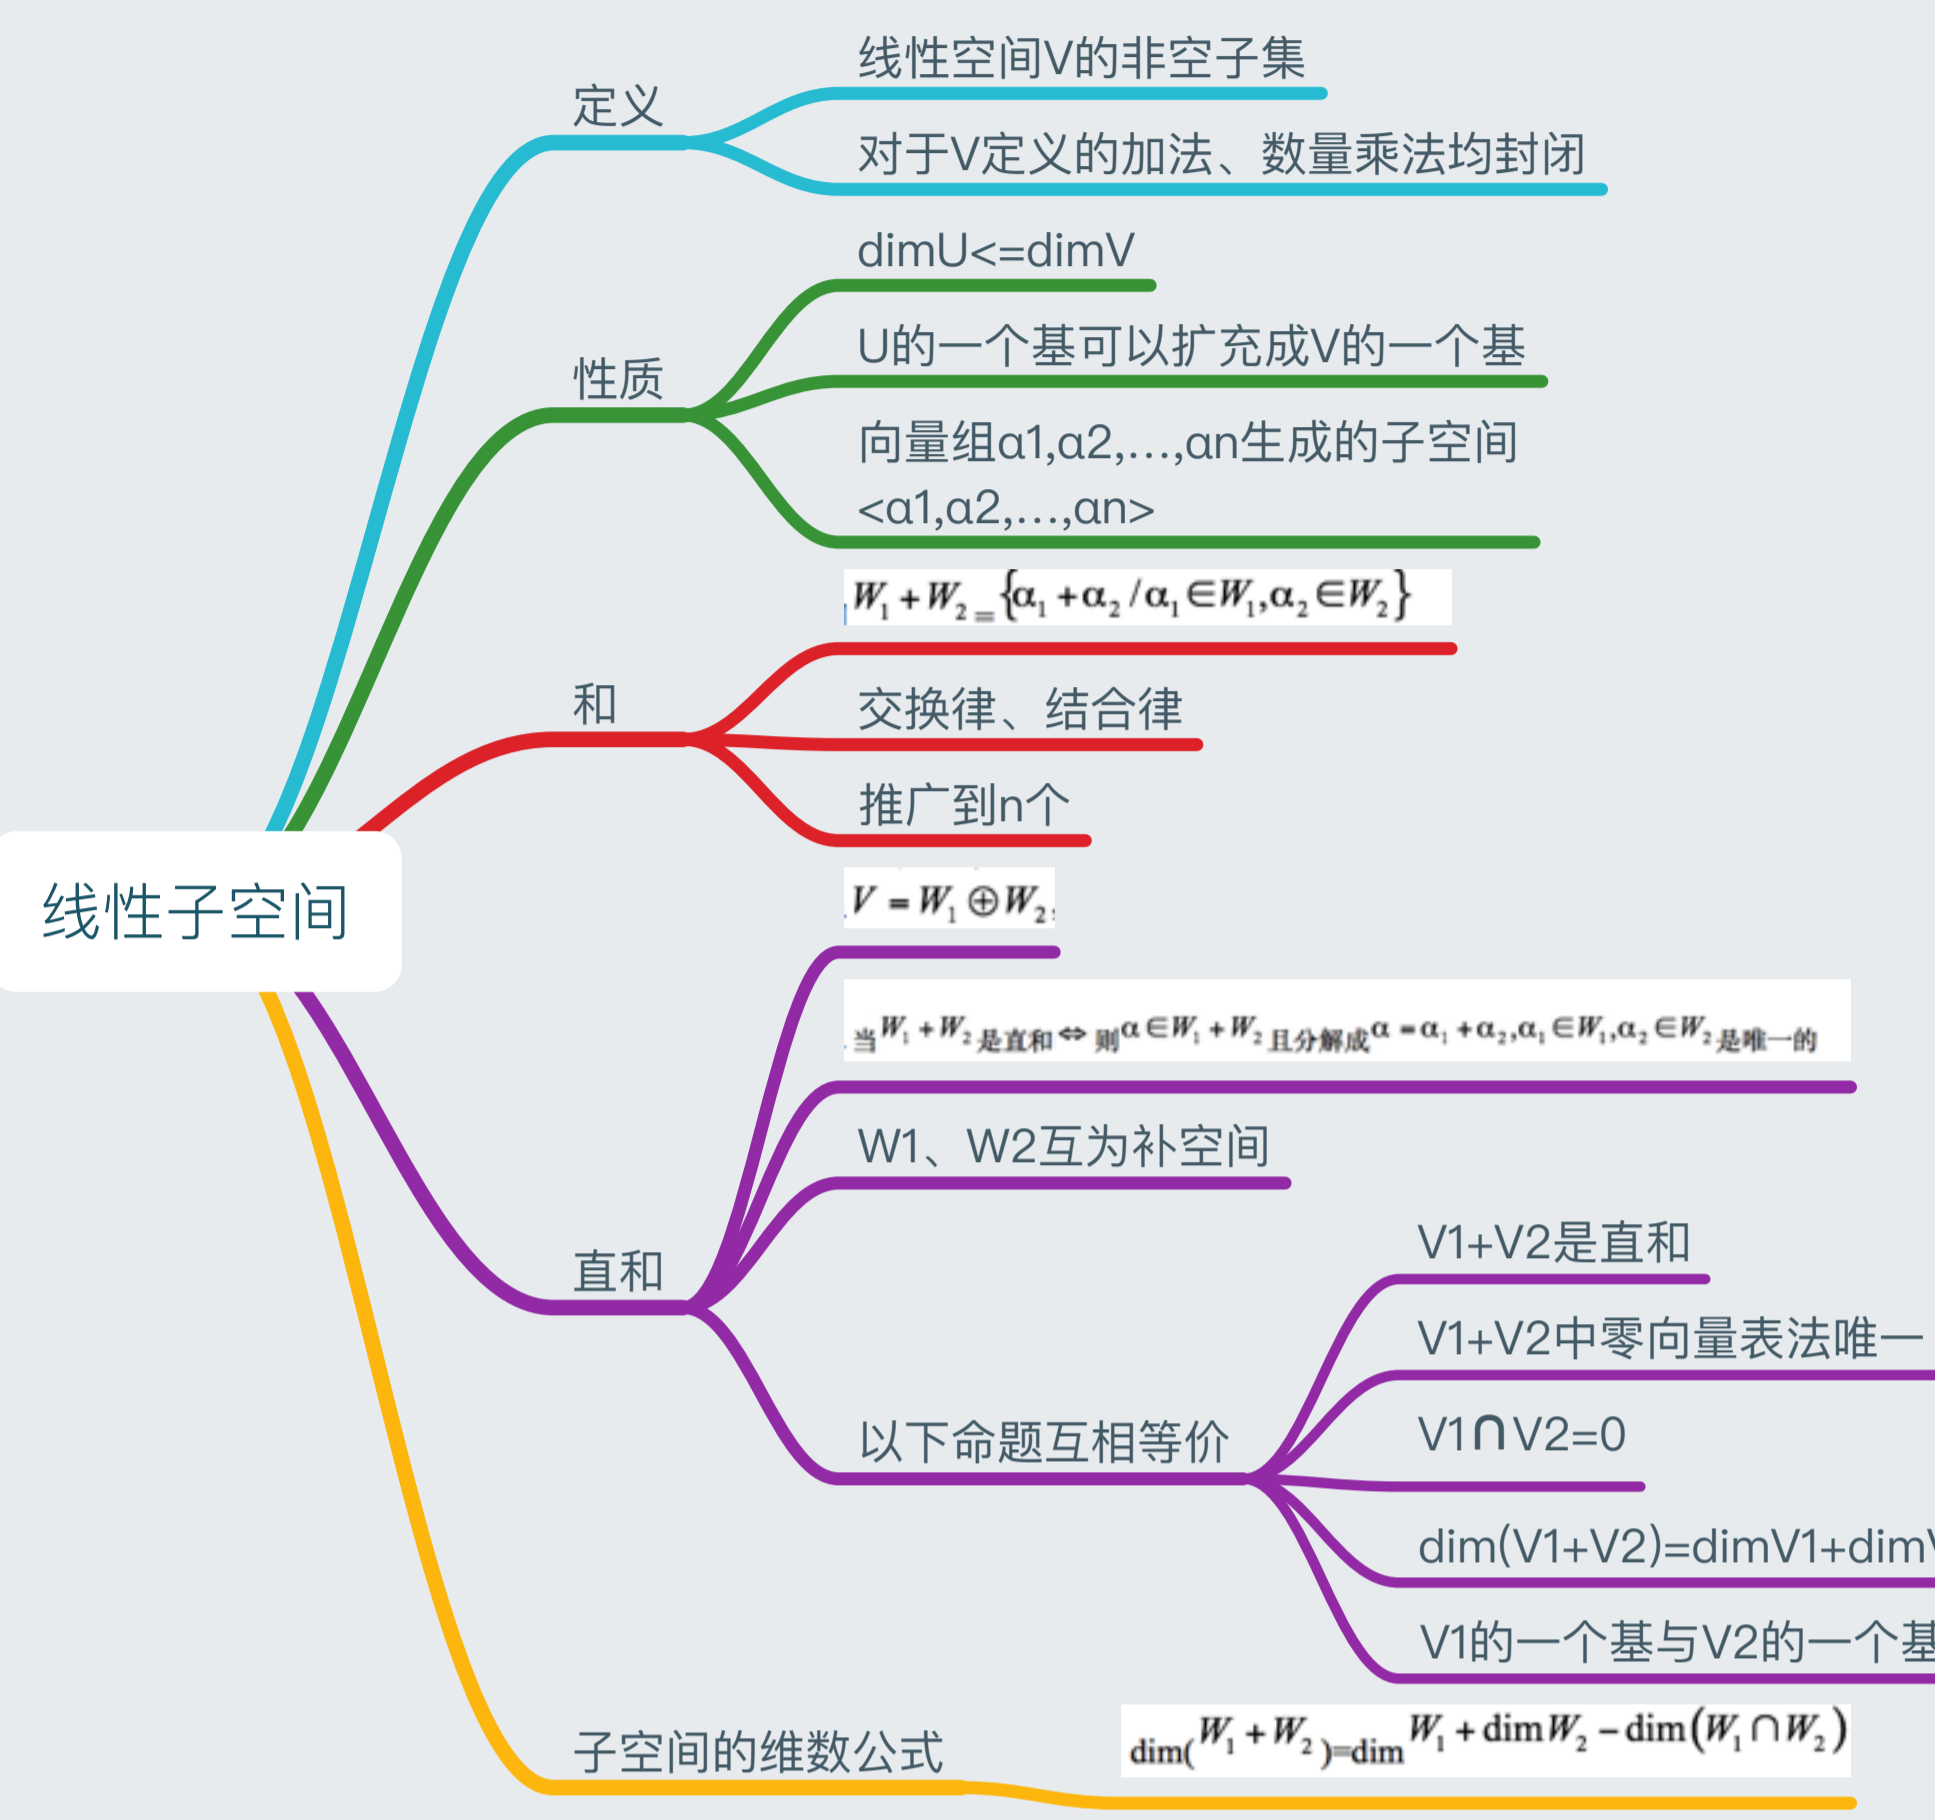 线性子空间
定义
线性空间V的非空子集
对于V定义的加法、数量乘法均封闭
性质
dimU<=dimV
U的一个基可以扩充成V的一个基
向量组α1,α2,...,αn生成的子空间
<α1,α2,...,αn>
和
W₁+W₂={α₁+α₂/α₁∈W₁,α₂∈W₂}
交换律、结合律
推广到n个
直和
V=W₁⊕W₂,
当W₁+W₂是直和⇔则α∈W₁+W₂且分解成α=α₁+α₂,α₁∈W₁,α₂∈W₂是唯一的
W1、W2互为补空间
以下命题互相等价
V1+V2是直和
V1+V2中零向量表法唯一
V1∩V2=0
dim(V1+V2)=dimV1+dim
V1的一个基与V2的一个基
子空间的维数公式
dim(W₁+W₂)=dimW₁+dimW₂-dim(W₁∩W₂)